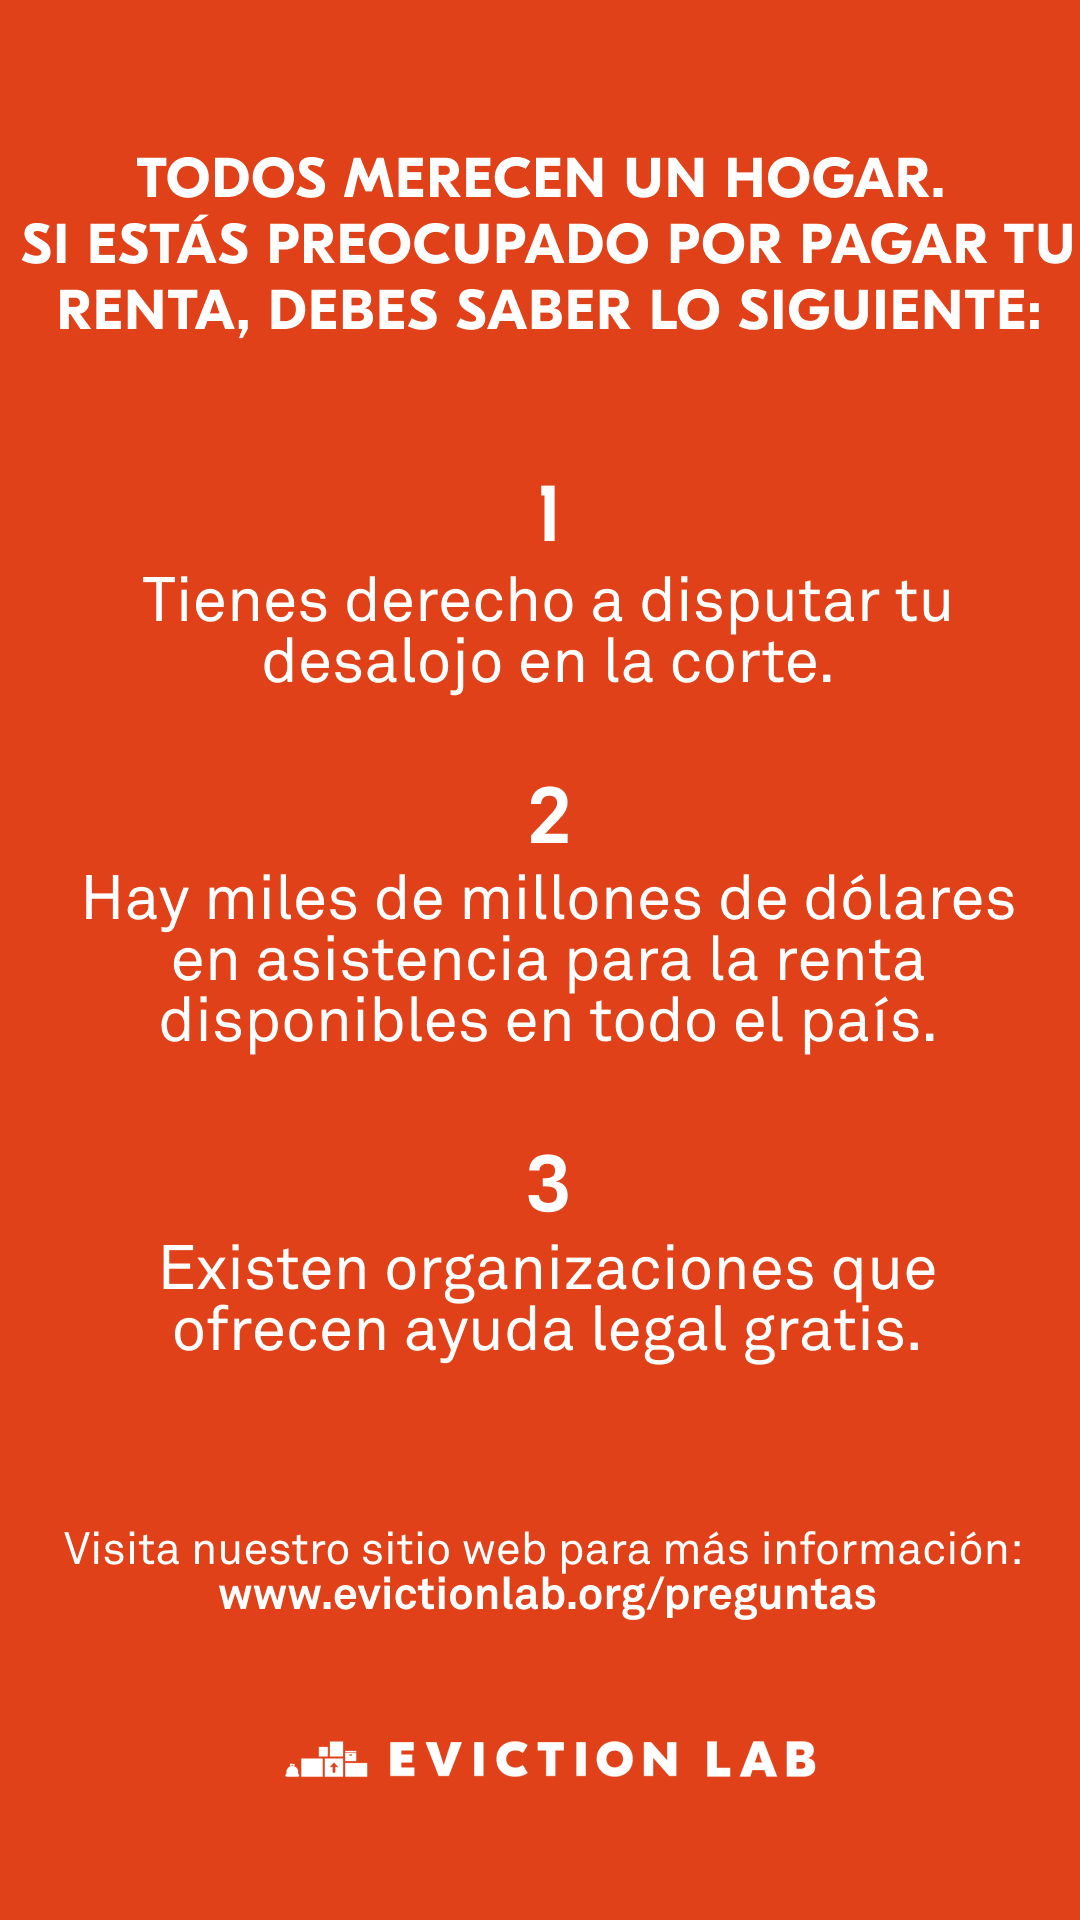 TODOS MERECEN UN HOGAR.
SI ESTÁS PREOCUPADO POR PAGAR TU
RENTA, DEBES SABER LO SIGUIENTE:
1
Tienes derecho a disputar tu
desalojo en la corte.
2
Hay miles de millones de dólares
en asistencia para la renta
disponibles en todo el país.
3
Existen organizaciones que
ofrecen ayuda legal gratis.
Visita nuestro sitio web para más información:
www.evictionlab.org/preguntas
EVICTION LAB